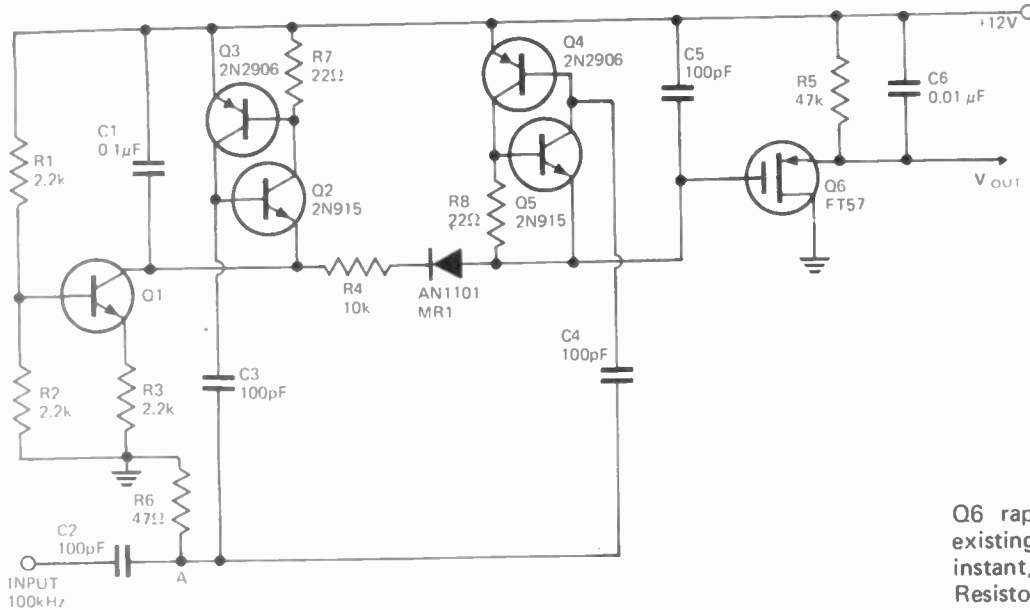 +12V
Q3
2N2906
R7
22Ω
Q4
2N2906
C5
100pF
R5
47k
C6
0.01 μF
C1
0.1μF
R1
2.2k
Q2
2N915
R8
22Ω
Q5
2N915
Q6
FT57
V OUT
Q1
R4
10k
AN1101
MR1
C4
100pF
C3
100pF
R2
2.2k
R3
2.2k
R6
47Ω
C2
100pF
A
INPUT
100kHz
Q6 rap
existing
instant,
Resisto